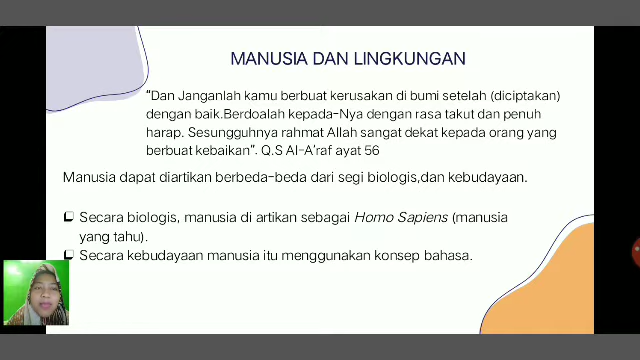 MANUSIA DAN LINGKUNGAN
"Dan Janganlah kamu berbuat kerusakan di bumi setelah (diciptakan)
dengan baik.Berdoalah kepada-Nya dengan rasa takut dan penuh
harap. Sesungguhnya rahmat Allah sangat dekat kepada orang yang
berbuat kebaikan". Q.S Al-A'raf ayat 56
Manusia dapat diartikan berbeda-beda dari segi biologis,dan kebudayaan.
Secara biologis, manusia di artikan sebagai Homo Sapiens (manusia
yang tahu).
Secara kebudayaan manusia itu menggunakan konsep bahasa.